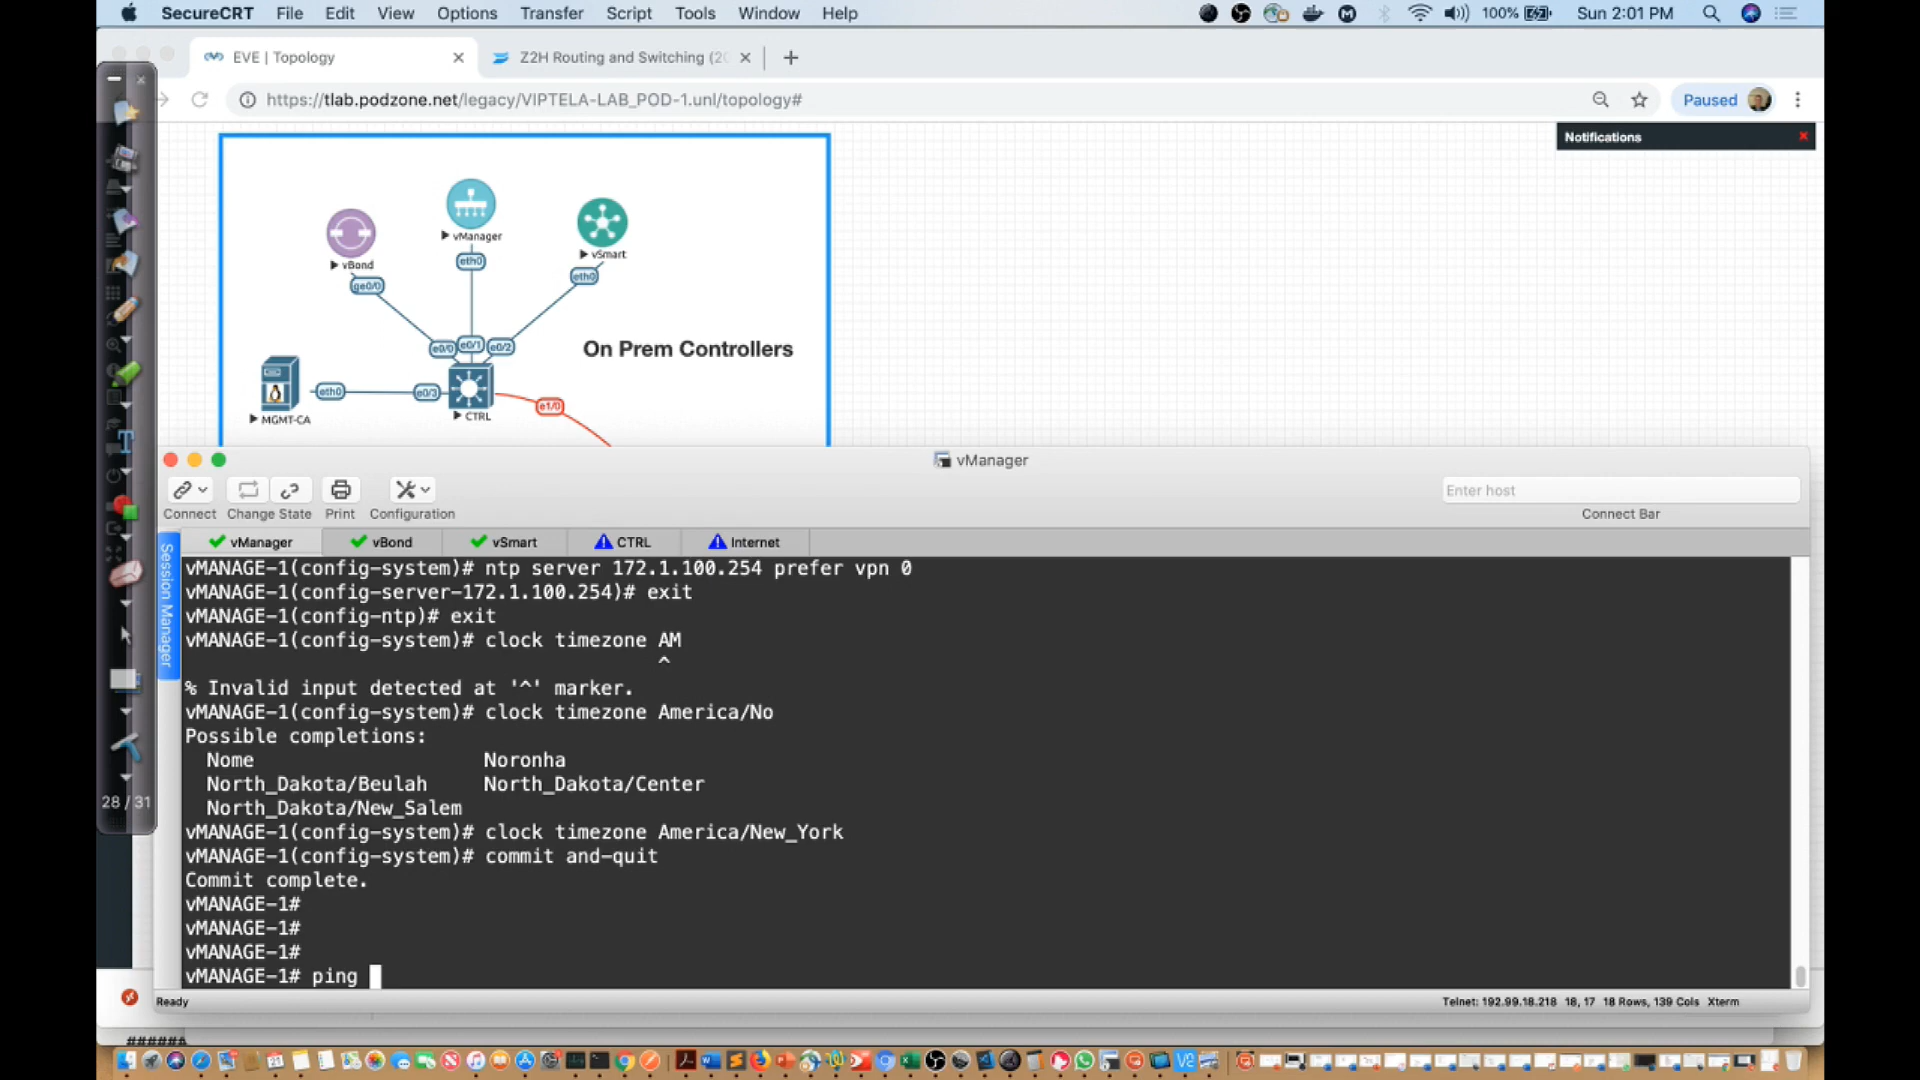 SecureCRT File Edit View Options Transfer Script Tools Window Help 100% Sun 2:01 PM
EVE | Topology Z2H Routing and Switching (20
https://tlab.podzone.net/legacy/VIPTELA-LAB_POD-1.unl/topology# Paused
Notifications
vManager
vBond
vSmart
eth0
eth0
ge0/0
e0/0 e0/1 e0/2
On Prem Controllers
eth0
e0/3
e1/0
MGMT-CA
CTRL
vManager
Enter host
Connect Change State Print Configuration Connect Bar
vManager vBond vSmart CTRL Internet
Session Manager
vMANAGE-1(config-system)# ntp server 172.1.100.254 prefer vpn 0
vMANAGE-1(config-server-172.1.100.254)# exit
vMANAGE-1(config-ntp)# exit
vMANAGE-1(config-system)# clock timezone AM
^
% Invalid input detected at '^' marker.
vMANAGE-1(config-system)# clock timezone America/No
Possible completions:
Nome Noronha
North_Dakota/Beulah North_Dakota/Center
North_Dakota/New_Salem
vMANAGE-1(config-system)# clock timezone America/New_York
vMANAGE-1(config-system)# commit and-quit
Commit complete.
vMANAGE-1#
vMANAGE-1#
vMANAGE-1#
vMANAGE-1# ping
28 / 31
Ready Telnet: 192.99.18.218 18, 17 18 Rows, 139 Cols Xterm
######